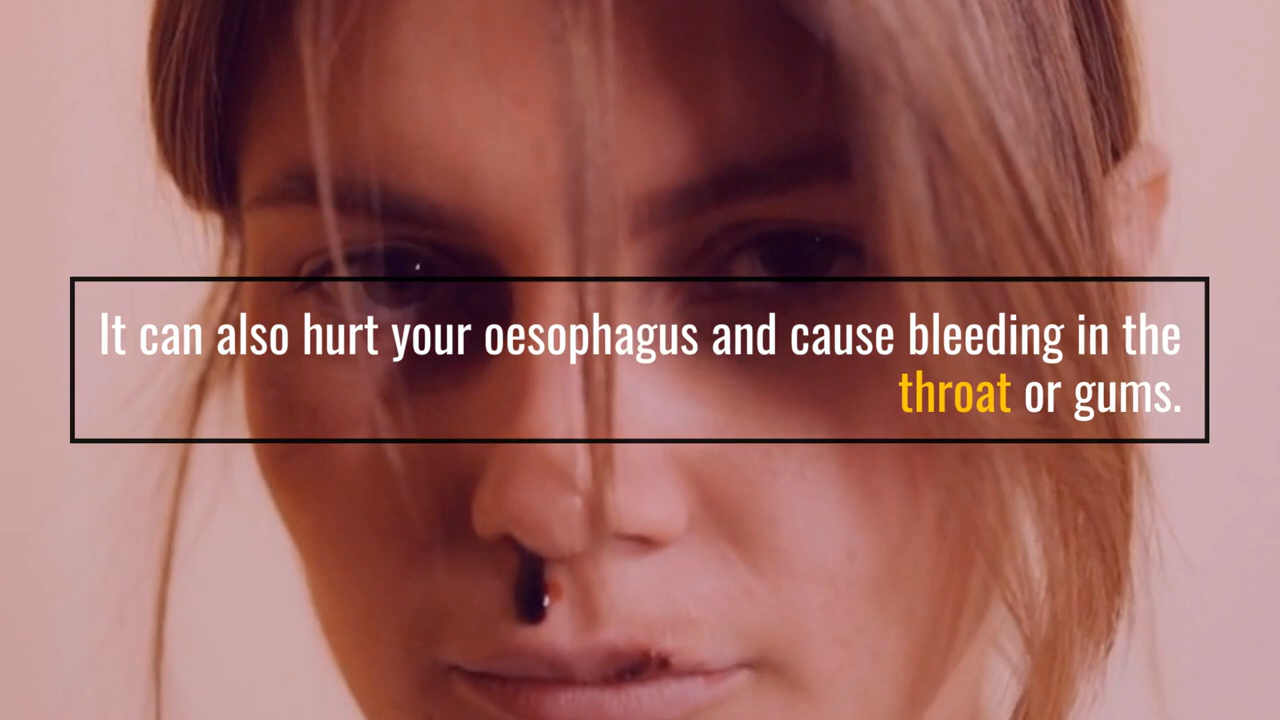 It can also hurt your oesophagus and cause bleeding in the
throat or gums.